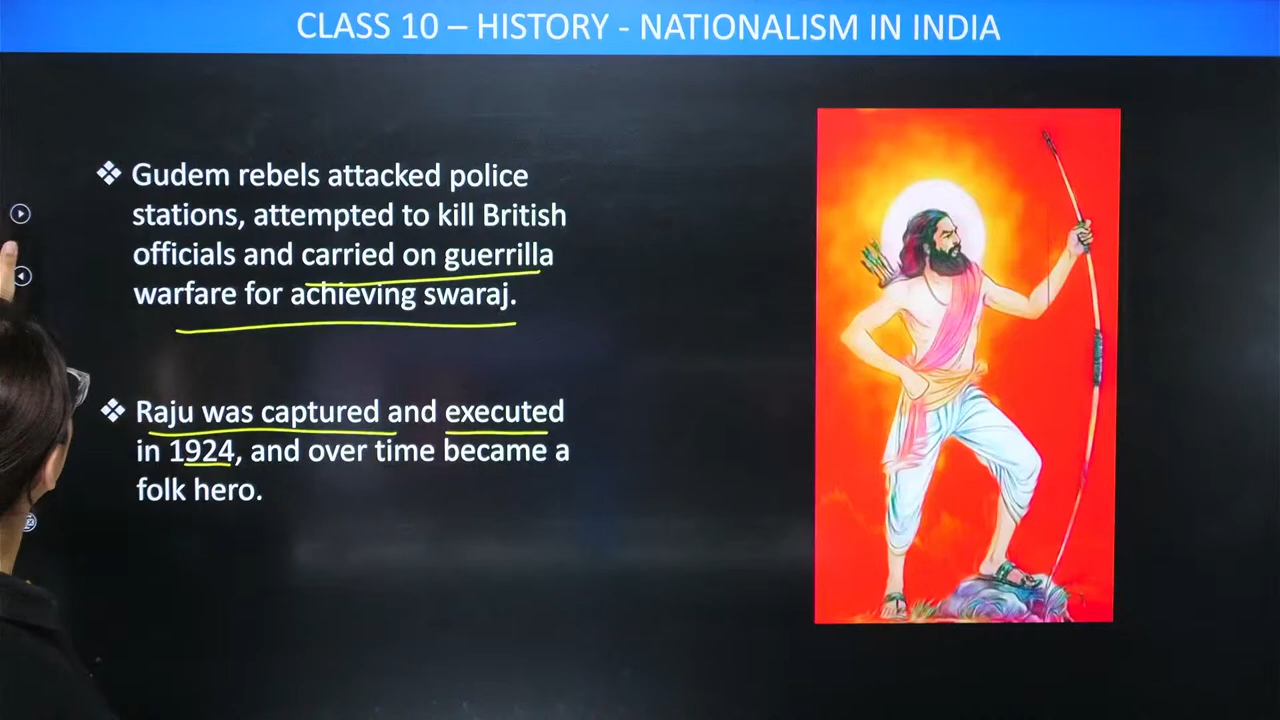 CLASS 10 – HISTORY - NATIONALISM IN INDIA
❖ Gudem rebels attacked police
stations, attempted to kill British
officials and carried on guerrilla
warfare for achieving swaraj.
❖ Raju was captured and executed
in 1924, and over time became a
folk hero.